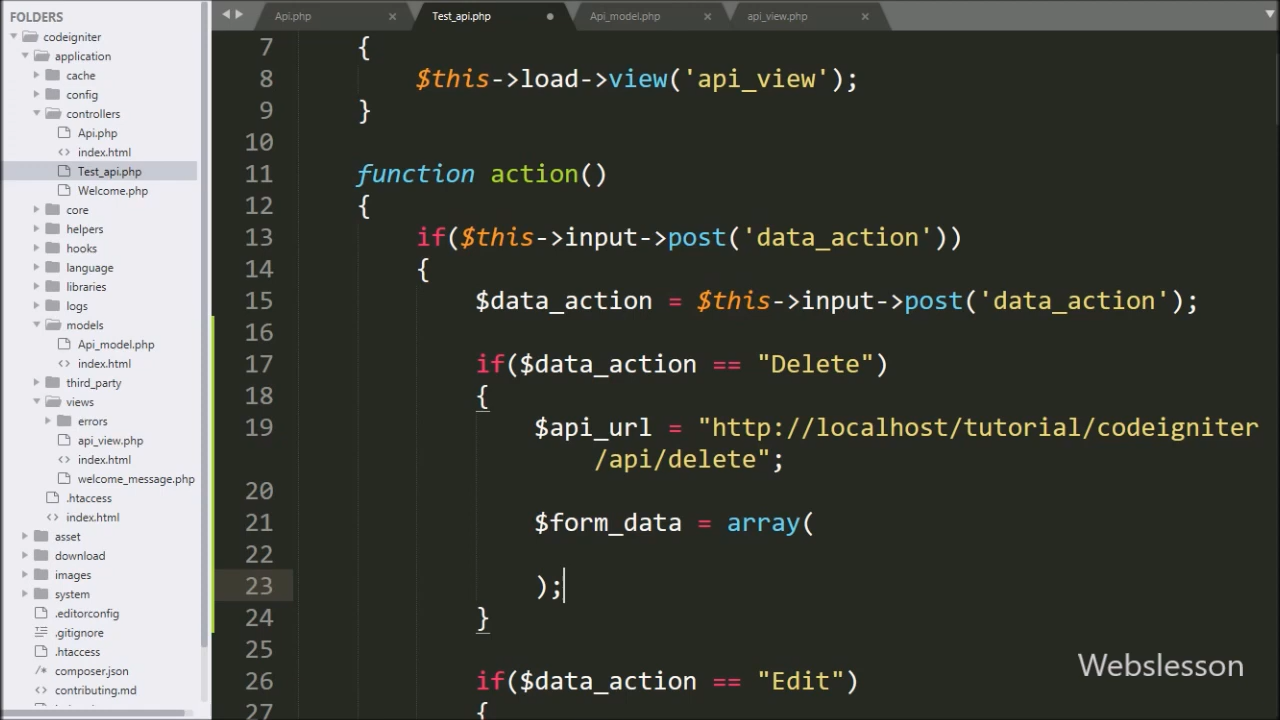 FOLDERS
codeigniter
application
cache
config
controllers
Api.php
<> index.html
Test_api.php
Welcome.php
core
helpers
hooks
language
libraries
logs
models
Api_model.php
<> index.html
third_party
views
errors
api_view.php
<> index.html
welcome_message.php
.htaccess
<> index.html
asset
download
images
system
.editorconfig
.gitignore
.htaccess
/* composer.json
contributing.md
Api.php × Test_api.php ● Api_model.php × api_view.php ×
7 {
8 $this->load->view('api_view');
9 }
10
11 function action()
12 {
13 if($this->input->post('data_action'))
14 {
15 $data_action = $this->input->post('data_action');
16
17 if($data_action == "Delete")
18 {
19 $api_url = "http://localhost/tutorial/codeigniter
/api/delete";
20
21 $form_data = array(
22
23 );
24 }
25
26 if($data_action == "Edit")
27 {
Webslesson